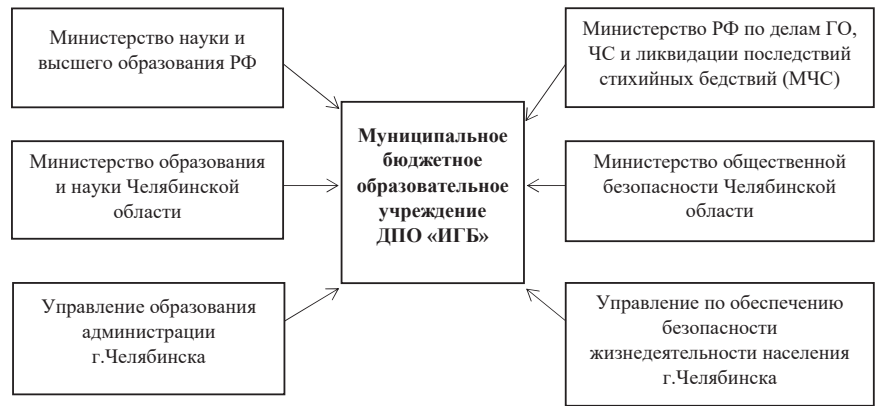 Министерство науки и
высшего образования РФ
Министерство РФ по делам ГО,
ЧС и ликвидации последствий
стихийных бедствий (МЧС)
Муниципальное
бюджетное
образовательное
учреждение
ДПО «ИГБ»
Министерство образования
и науки Челябинской
области
Министерство общественной
безопасности Челябинской
области
Управление образования
администрации
г.Челябинска
Управление по обеспечению
безопасности
жизнедеятельности населения
г.Челябинска